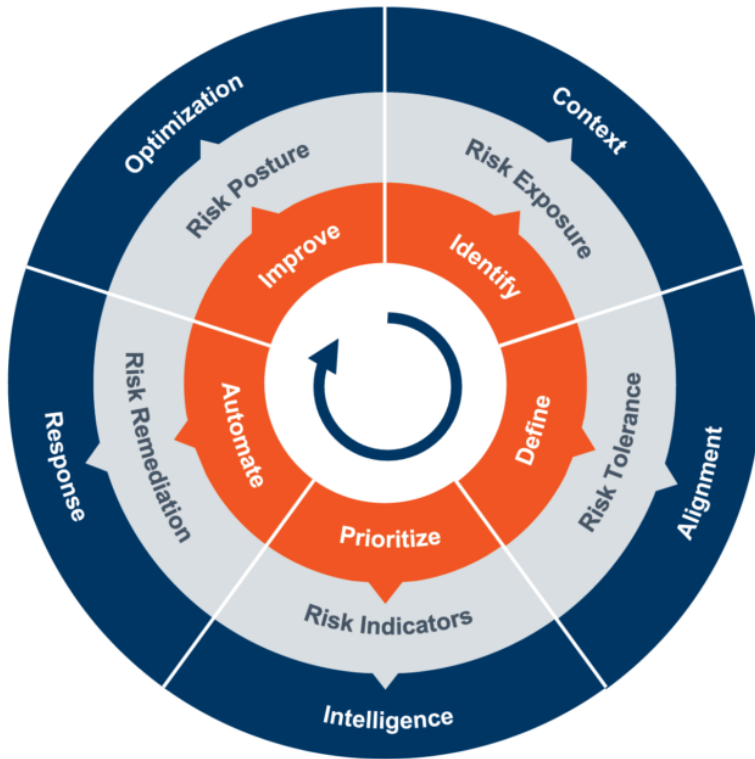 Optimization
Context
Risk Posture
Risk Exposure
Improve
Identify
Response
Risk Remediation
Automate
Define
Risk Tolerance
Alignment
Prioritize
Risk Indicators
Intelligence